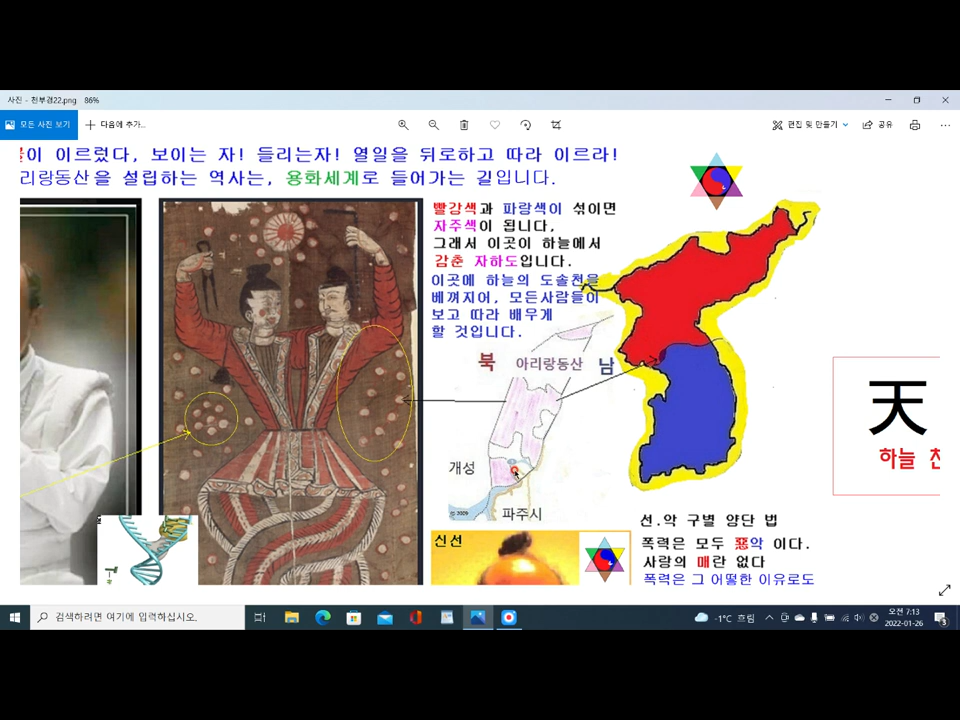 사진 - 천부경22.png 86%
모든 사진 보기
다음에 추가...
편집 및 만들기
공유
이 이르렀다, 보이는 자! 들리는자! 열일을 뒤로하고 따라 이르라!
리랑동산을 설립하는 역사는, 용화세계로 들어가는 길입니다.
빨강색과 파랑색이 섞이면
자주색이 됩니다,
그래서 이곳이 하늘에서
감춘 자하도입니다.
이곳에 하늘의 도솔천을
베껴지어, 모든사람들이
보고 따라 배우게
할 것입니다.
북 아리랑동산 남
개성
파주시
© 2009
天
하늘 천
신선
선.악 구별 양단 법
폭력은 모두 惡악 이다.
사랑의 매란 없다
폭력은 그 어떠한 이유로도
검색하려면 여기에 입력하십시오.
-1°C 흐림
오전 7:13
2022-01-26
3